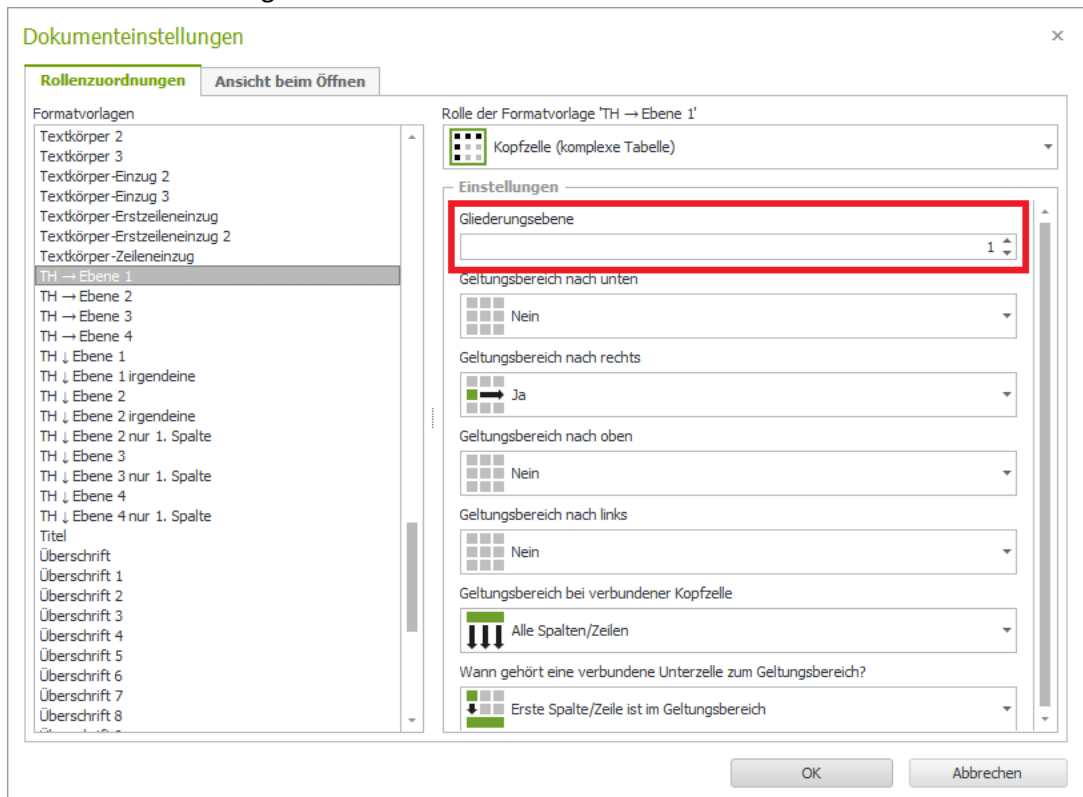 Dokumenteinstellungen
Rollenzuordnungen
Ansicht beim Öffnen
Formatvorlagen
Textkörper 2
Textkörper 3
Textkörper-Einzug 2
Textkörper-Einzug 3
Textkörper-Erstzeileneinzug
Textkörper-Erstzeileneinzug 2
Textkörper-Zeileneinzug
TH → Ebene 1
TH → Ebene 2
TH → Ebene 3
TH → Ebene 4
TH ↓ Ebene 1
TH ↓ Ebene 1 irgendeine
TH ↓ Ebene 2
TH ↓ Ebene 2 irgendeine
TH ↓ Ebene 2 nur 1. Spalte
TH ↓ Ebene 3
TH ↓ Ebene 3 nur 1. Spalte
TH ↓ Ebene 4
TH ↓ Ebene 4 nur 1. Spalte
Titel
Überschrift
Überschrift 1
Überschrift 2
Überschrift 3
Überschrift 4
Überschrift 5
Überschrift 6
Überschrift 7
Überschrift 8
Rolle der Formatvorlage 'TH → Ebene 1'
Kopfzelle (komplexe Tabelle)
Einstellungen
Gliederungsebene
1
Geltungsbereich nach unten
Nein
Geltungsbereich nach rechts
Ja
Geltungsbereich nach oben
Nein
Geltungsbereich nach links
Nein
Geltungsbereich bei verbundener Kopfzelle
Alle Spalten/Zeilen
Wann gehört eine verbundene Unterzelle zum Geltungsbereich?
Erste Spalte/Zeile ist im Geltungsbereich
OK
Abbrechen